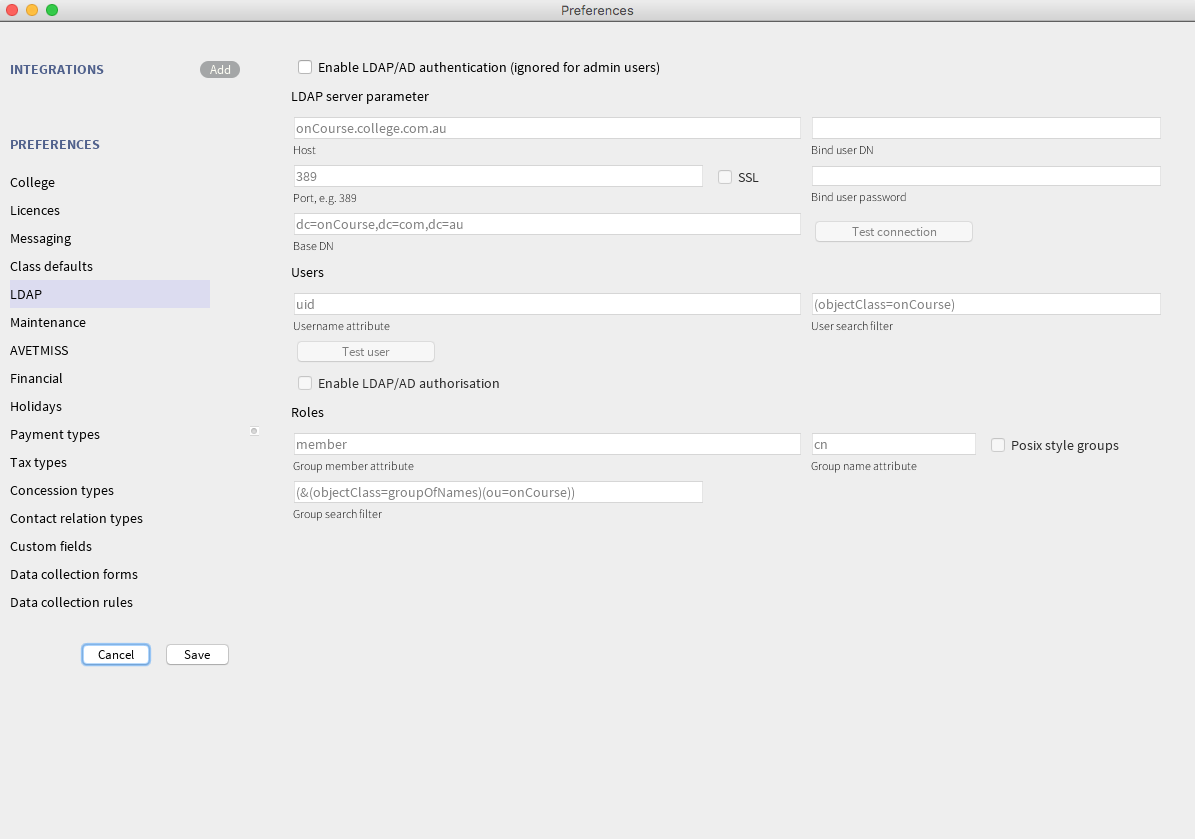 Preferences
INTEGRATIONS Add
PREFERENCES
College
Licences
Messaging
Class defaults
LDAP
Maintenance
AVETMISS
Financial
Holidays
Payment types
Tax types
Concession types
Contact relation types
Custom fields
Data collection forms
Data collection rules
Cancel Save
Enable LDAP/AD authentication (ignored for admin users)
LDAP server parameter
onCourse.college.com.au
Host Bind user DN
389 SSL
Port, e.g. 389 Bind user password
dc=onCourse,dc=com,dc=au Test connection
Base DN
Users
uid (objectClass=onCourse)
Username attribute User search filter
Test user
Enable LDAP/AD authorisation
Roles
member cn Posix style groups
Group member attribute Group name attribute
(&(objectClass=groupOfNames)(ou=onCourse))
Group search filter